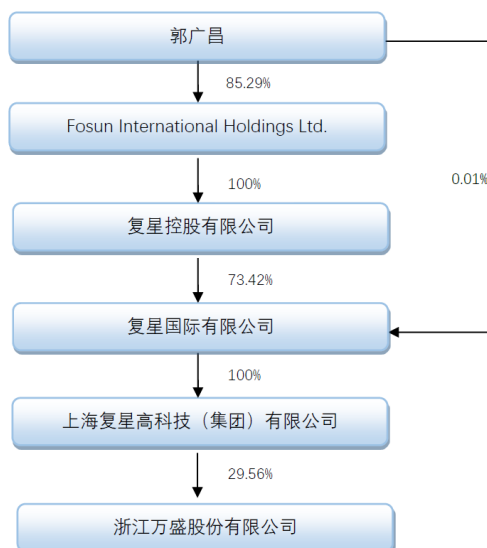 郭广昌
85.29%
Fosun International Holdings Ltd.
100%
0.01%
复星控股有限公司
73.42%
复星国际有限公司
100%
上海复星高科技（集团）有限公司
29.56%
浙江万盛股份有限公司